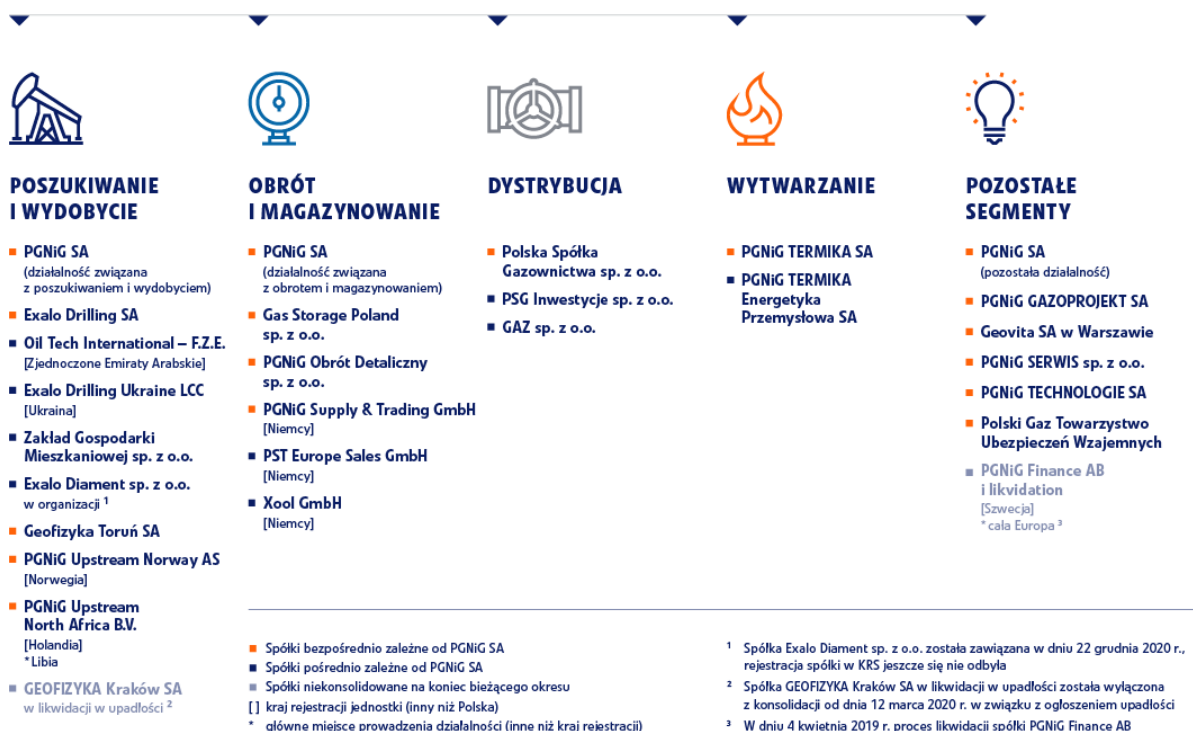 POSZUKIWANIE
I WYDOBYCIE
PGNiG SA
(działalność związana
z poszukiwaniem i wydobyciem)
Exalo Drilling SA
Oil Tech International – F.Z.E.
[Zjednoczone Emiraty Arabskie]
Exalo Drilling Ukraine LCC
[Ukraina]
Zakład Gospodarki
Mieszkaniowej sp. z o.o.
Exalo Diament sp. z o.o.
w organizacji ¹
Geofizyka Toruń SA
PGNiG Upstream Norway AS
[Norwegia]
PGNiG Upstream
North Africa B.V.
[Holandia]
* Libia
GEOFIZYKA Kraków SA
w likwidacji w upadłości ²
OBRÓT
I MAGAZYNOWANIE
PGNiG SA
(działalność związana
z obrotem i magazynowaniem)
Gas Storage Poland
sp. z o.o.
PGNiG Obrót Detaliczny
sp. z o.o.
PGNiG Supply & Trading GmbH
[Niemcy]
PST Europe Sales GmbH
[Niemcy]
Xool GmbH
[Niemcy]
DYSTRYBUCJA
Polska Spółka
Gazownictwa sp. z o.o.
PSG Inwestycje sp. z o.o.
GAZ sp. z o.o.
WYTWARZANIE
PGNiG TERMIKA SA
PGNiG TERMIKA
Energetyka
Przemysłowa SA
POZOSTAŁE
SEGMENTY
PGNiG SA
(pozostała działalność)
PGNiG GAZOPROJEKT SA
Geovita SA w Warszawie
PGNiG SERWIS sp. z o.o.
PGNiG TECHNOLOGIE SA
Polski Gaz Towarzystwo
Ubezpieczeń Wzajemnych
PGNiG Finance AB
i likvidation
[Szwecja]
* cała Europa ³
Spółki bezpośrednio zależne od PGNiG SA
Spółki pośrednio zależne od PGNiG SA
Spółki niekonsolidowane na koniec bieżącego okresu
[ ] kraj rejestracji jednostki (inny niż Polska)
* główne miejsce prowadzenia działalności (inne niż kraj rejestracji)
¹ Spółka Exalo Diament sp. z o.o. została zawiązana w dniu 22 grudnia 2020 r.,
rejestracja spółki w KRS jeszcze się nie odbyła
² Spółka GEOFIZYKA Kraków SA w likwidacji w upadłości została wyłączona
z konsolidacji od dnia 12 marca 2020 r. w związku z ogłoszeniem upadłości
³ W dniu 4 kwietnia 2019 r. proces likwidacji spółki PGNiG Finance AB